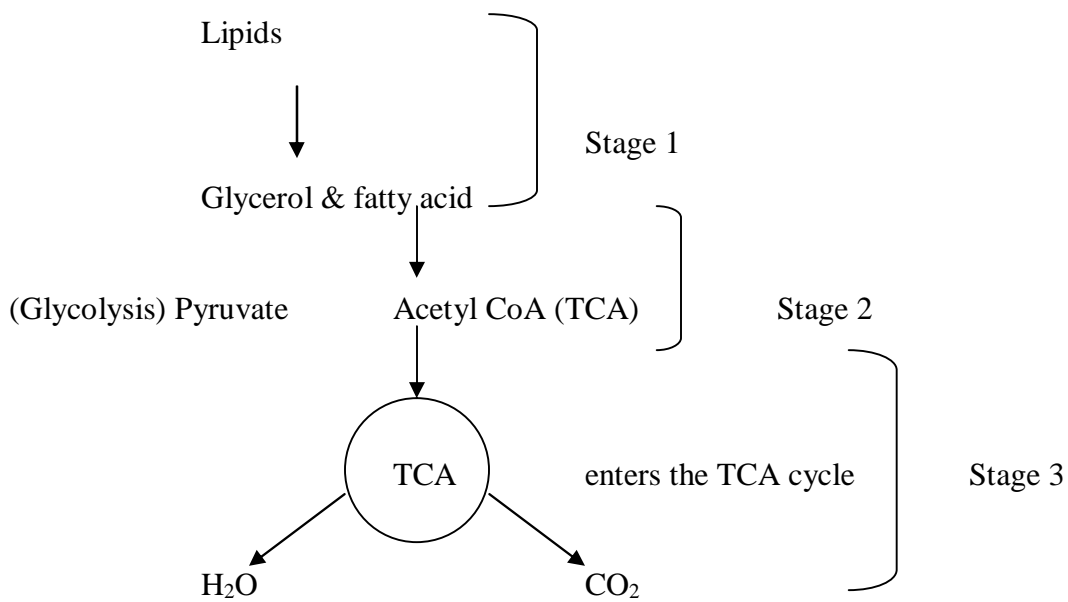 Lipids
Stage 1
Glycerol & fatty acid
(Glycolysis) Pyruvate Acetyl CoA (TCA) Stage 2
TCA enters the TCA cycle Stage 3
H₂O CO₂